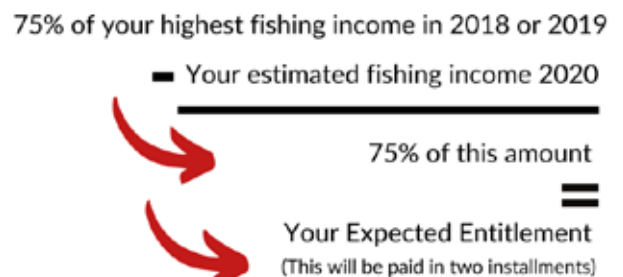 75% of your highest fishing income in 2018 or 2019
- Your estimated fishing income 2020
75% of this amount
=
Your Expected Entitlement
(This will be paid in two installments)